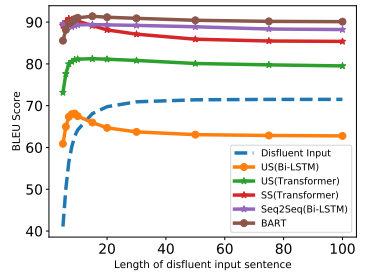 90
80
70
60
50
40
BLEU Score
20
40
60
80
100
Length of disfluent input sentence
Disfluent Input
US(Bi-LSTM)
US(Transformer)
SS(Transformer)
Seq2Seq(Bi-LSTM)
BART